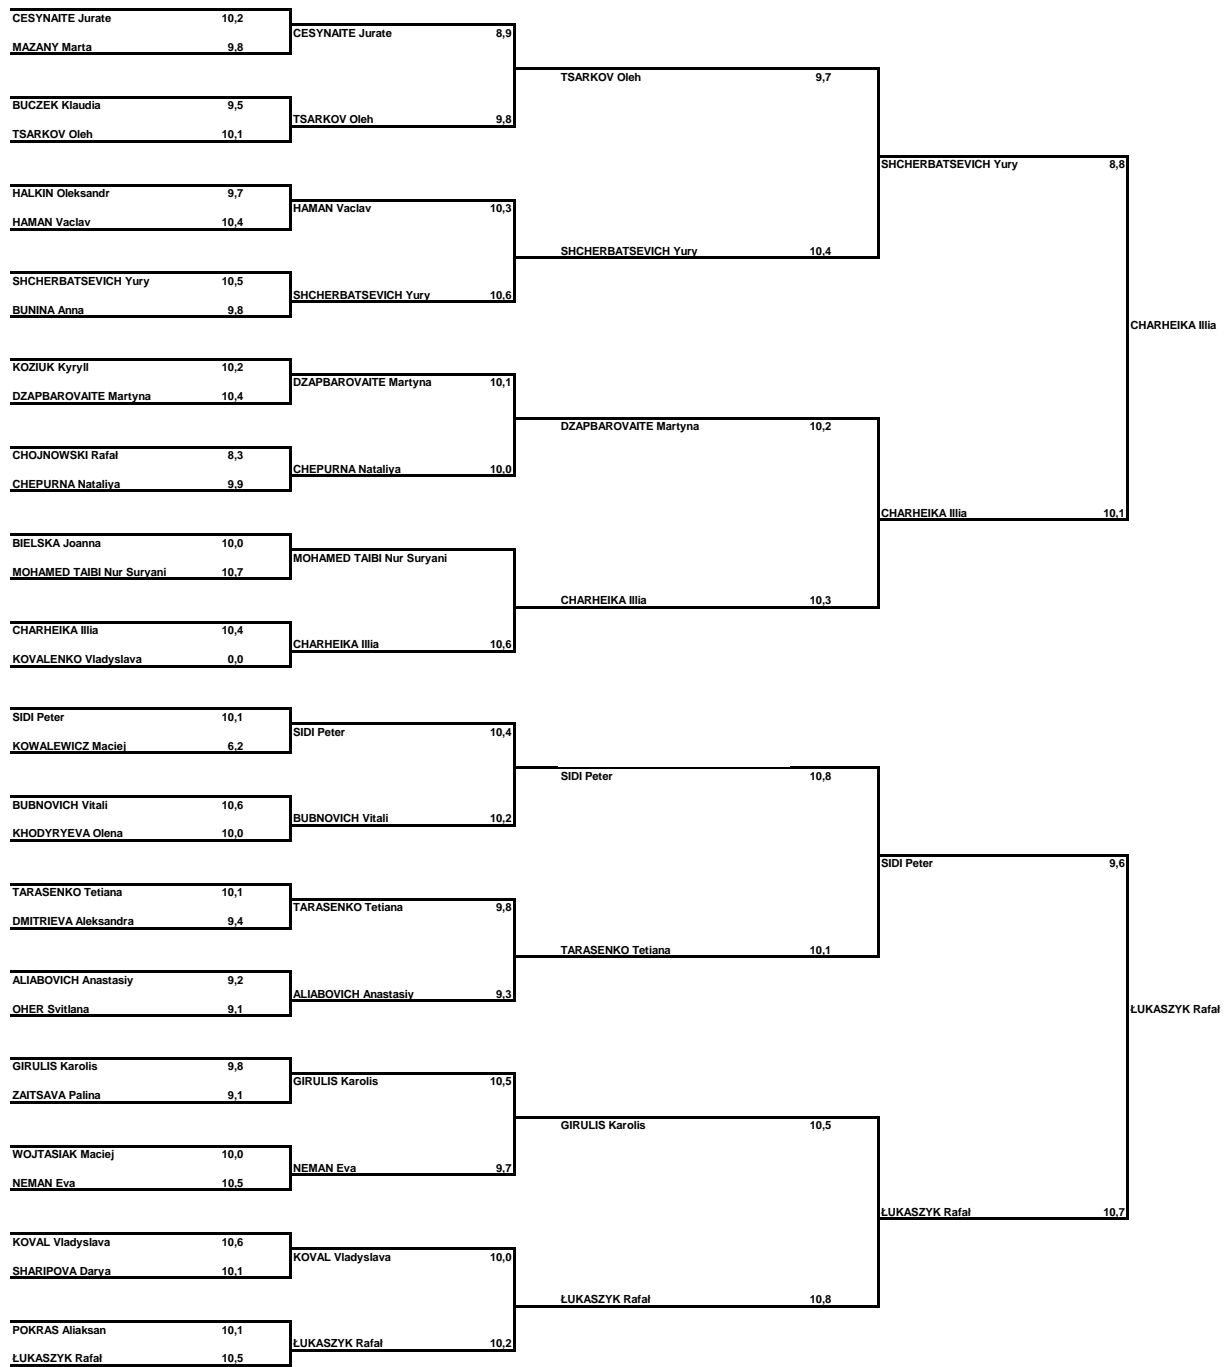 CESYNAITE Jurate 10,2
CESYNAITE Jurate 8,9
MAZANY Marta 9,8
TSARKOV Oleh 9,7
BUCZEK Klaudia 9,5
TSARKOV Oleh 9,8
TSARKOV Oleh 10,1
SHCHERBATSEVICH Yury 8,8
HALKIN Oleksandr 9,7
HAMAN Vaclav 10,3
HAMAN Vaclav 10,4
SHCHERBATSEVICH Yury 10,4
SHCHERBATSEVICH Yury 10,5
SHCHERBATSEVICH Yury 10,6
BUNINA Anna 9,8
CHARHEIKA Illia
KOZIUK Kyryll 10,2
DZAPBAROVAITE Martyna 10,1
DZAPBAROVAITE Martyna 10,4
DZAPBAROVAITE Martyna 10,2
CHOJNOWSKI Rafał 8,3
CHEPURNA Nataliya 10,0
CHEPURNA Nataliya 9,9
CHARHEIKA Illia 10,1
BIELSKA Joanna 10,0
MOHAMED TAIBI Nur Suryani
MOHAMED TAIBI Nur Suryani 10,7
CHARHEIKA Illia 10,3
CHARHEIKA Illia 10,4
CHARHEIKA Illia 10,6
KOVALENKO Vladyslava 0,0
SIDI Peter 10,1
SIDI Peter 10,4
KOWALEWICZ Maciej 6,2
SIDI Peter 10,8
BUBNOVICH Vitali 10,6
BUBNOVICH Vitali 10,2
KHODYRYEVA Olena 10,0
SIDI Peter 9,6
TARASENKO Tetiana 10,1
TARASENKO Tetiana 9,8
DMITRIEVA Aleksandra 9,4
TARASENKO Tetiana 10,1
ALIABOVICH Anastasiy 9,2
ALIABOVICH Anastasiy 9,3
OHER Svitlana 9,1
ŁUKASZYK Rafał
GIRULIS Karolis 9,8
GIRULIS Karolis 10,5
ZAITSAVA Palina 9,1
GIRULIS Karolis 10,5
WOJTASIAK Maciej 10,0
NEMAN Eva 9,7
NEMAN Eva 10,5
ŁUKASZYK Rafał 10,7
KOVAL Vladyslava 10,6
KOVAL Vladyslava 10,0
SHARIPOVA Darya 10,1
ŁUKASZYK Rafał 10,8
POKRAS Aliaksan 10,1
ŁUKASZYK Rafał 10,2
ŁUKASZYK Rafał 10,5